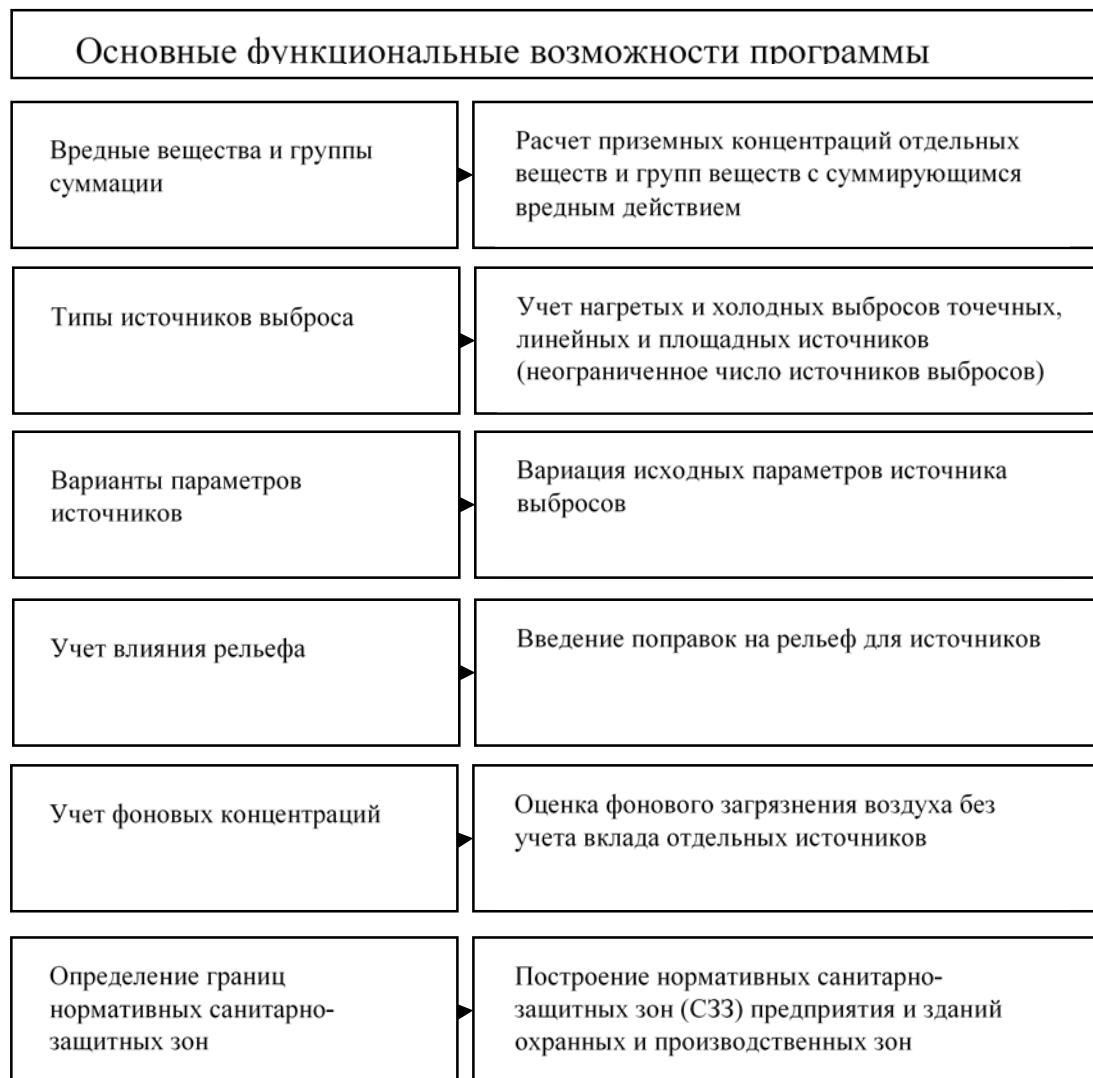 Основные функциональные возможности программы
Вредные вещества и группы
суммации
Расчет приземных концентраций отдельных
веществ и групп веществ с суммирующимся
вредным действием
Типы источников выброса
Учет нагретых и холодных выбросов точечных,
линейных и площадных источников
(неограниченное число источников выбросов)
Варианты параметров
источников
Вариация исходных параметров источника
выбросов
Учет влияния рельефа
Введение поправок на рельеф для источников
Учет фоновых концентраций
Оценка фонового загрязнения воздуха без
учета вклада отдельных источников
Определение границ
нормативных санитарно-
защитных зон
Построение нормативных санитарно-
защитных зон (СЗЗ) предприятия и зданий
охранных и производственных зон